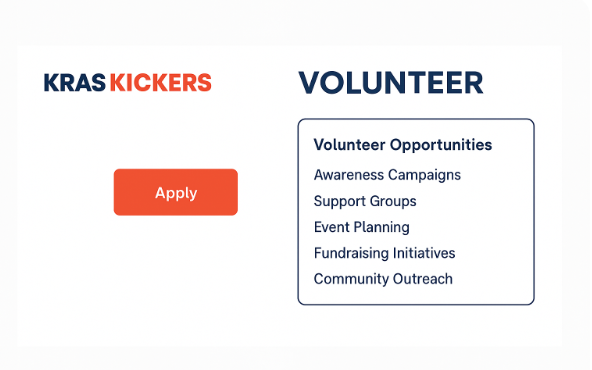 KRAS KICKERS
Apply
VOLUNTEER
Volunteer Opportunities
Awareness Campaigns
Support Groups
Event Planning
Fundraising Initiatives
Community Outreach